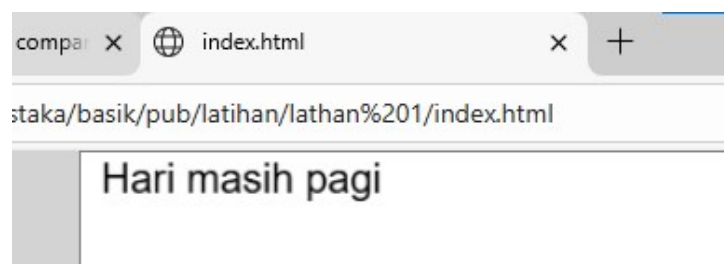 compar
index.html
staka/basik/pub/latihan/lathan%201/index.html
Hari masih pagi